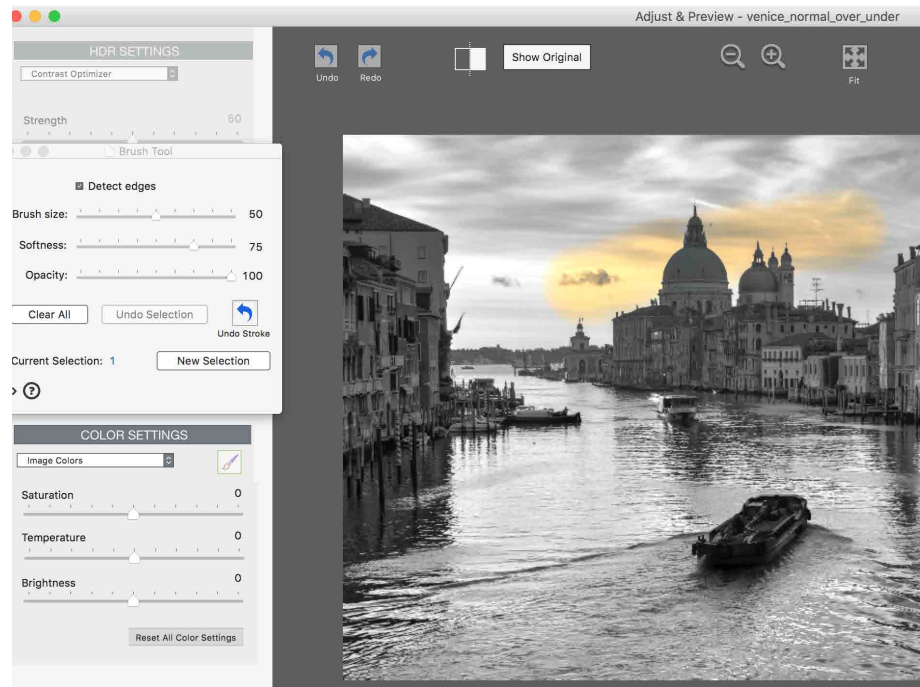 Adjust & Preview - venice_normal_over_under
HDR SETTINGS
Contrast Optimizer
Strength 50
Undo
Redo
Show Original
Fit
Brush Tool
Detect edges
Brush size: 50
Softness: 75
Opacity: 100
Clear All
Undo Selection
Undo Stroke
Current Selection: 1
New Selection
?
COLOR SETTINGS
Image Colors
Saturation 0
Temperature 0
Brightness 0
Reset All Color Settings